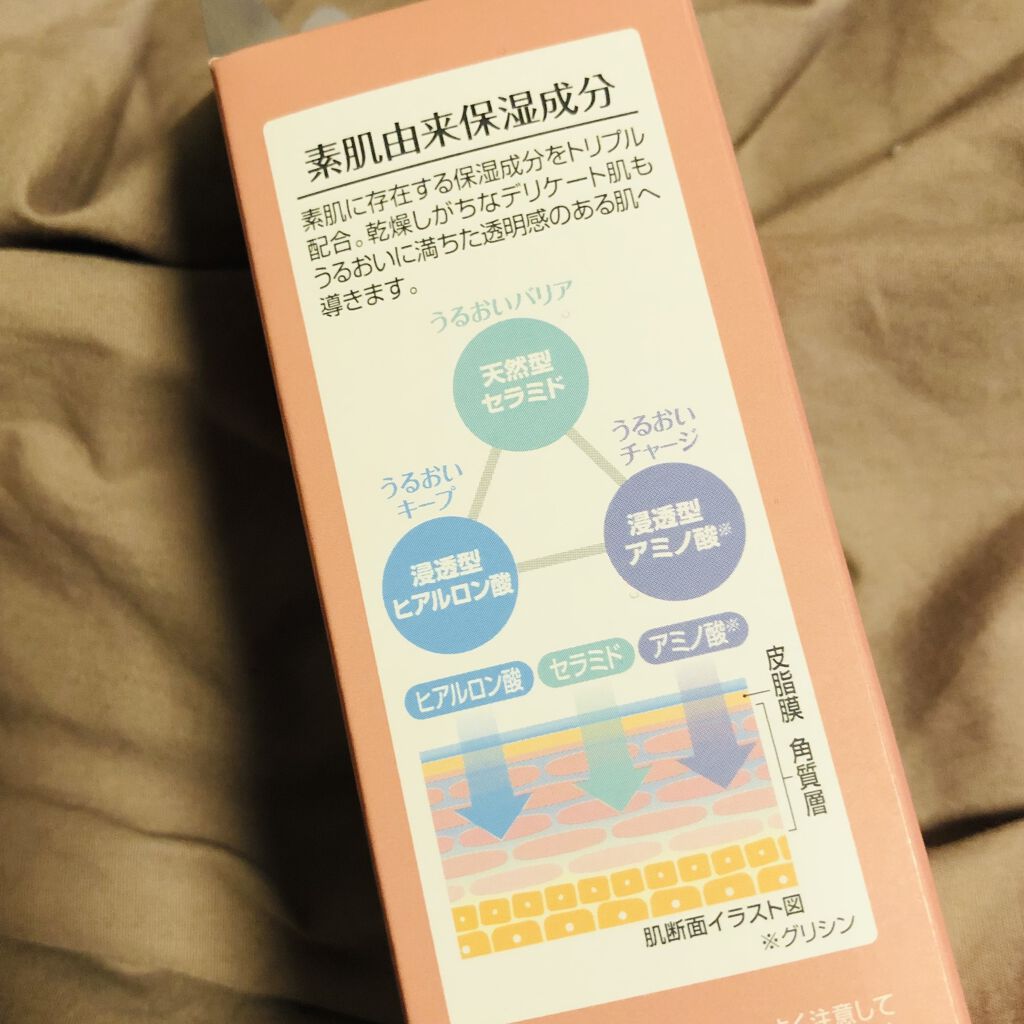 素肌由来保湿成分
素肌に存在する保湿成分をトリプル
配合。乾燥しがちなデリケート肌も
うるおいに満ちた透明感のある肌へ
導きます。
うるおいバリア
天然型
セラミド
うるおい
チャージ
浸透型
アミノ酸※
うるおい
キープ
浸透型
ヒアルロン酸
ヒアルロン酸
セラミド
アミノ酸※
皮脂膜
角質層
肌断面イラスト図
※グリシン
よく注意して